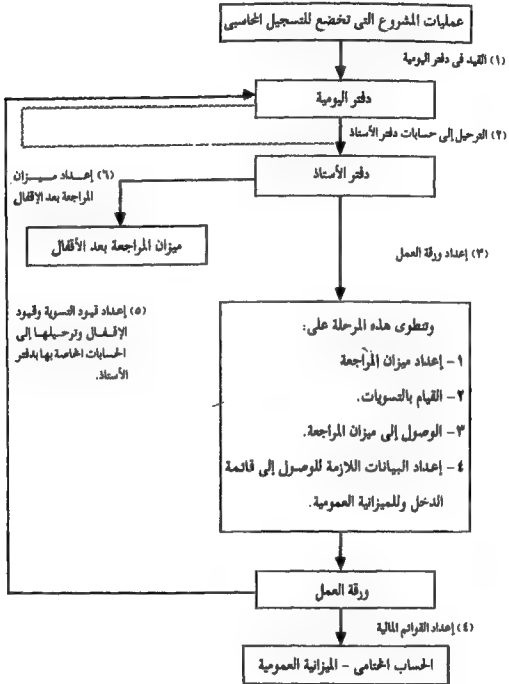 عمليات المشروع التى تخضع للتسجيل المحاسبى
(١) القيد فى دفتر اليومية
دفتر اليومية
(٢) الترحيل إلى حسابات دفتر الأستاذ
دفتر الأستاذ
(٦) إعداد ميزان
المراجعة بعد الإقفال
ميزان المراجعة بعد الأقفال
(٣) إعداد ورقة العمل
(٥) إعداد قيود التسوية وقيود
الإقفال وترحيلها إلى
الحسابات الخاصة بها بدفتر
الأستاذ.
وتنطوى هذه المرحلة على:
١- إعداد ميزان المراجعة
٢- القيام بالتسويات.
٣- الوصول إلى ميزان المراجعة.
٤- إعداد البيانات اللازمة للوصول إلى قائمة
الدخل وللميزانية العمومية.
ورقة العمل
(٤) إعداد القوائم المالية
الحساب الختامى - الميزانية العمومية